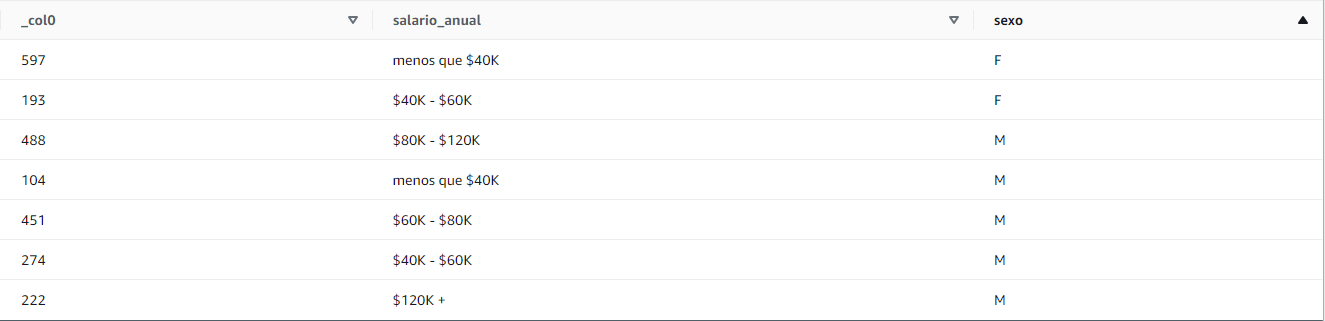 _col0 salario_anual sexo
597 menos que $40K F
193 $40K - $60K F
488 $80K - $120K M
104 menos que $40K M
451 $60K - $80K M
274 $40K - $60K M
222 $120K + M